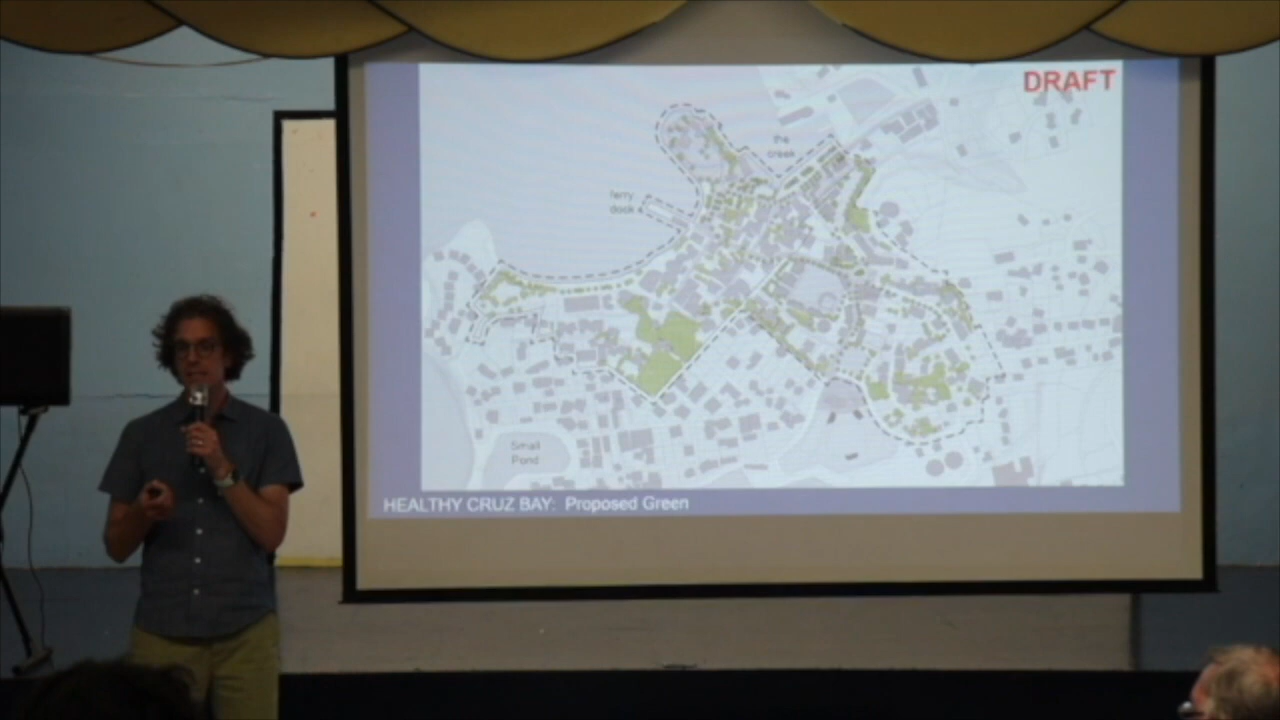 DRAFT
the
creek
ferry
dock
Small
Pond
HEALTHY CRUZ BAY: Proposed Green